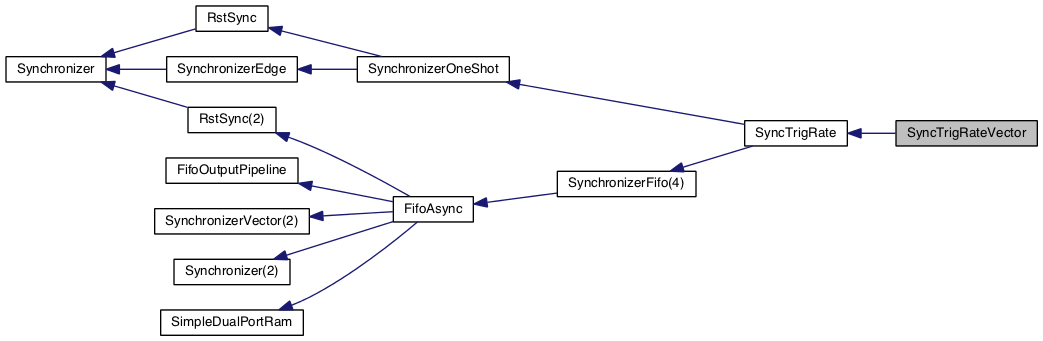 RstSync
Synchronizer
SynchronizerEdge
SynchronizerOneShot
RstSync(2)
SyncTrigRate
SyncTrigRateVector
FifoOutputPipeline
SynchronizerFifo(4)
FifoAsync
SynchronizerVector(2)
Synchronizer(2)
SimpleDualPortRam